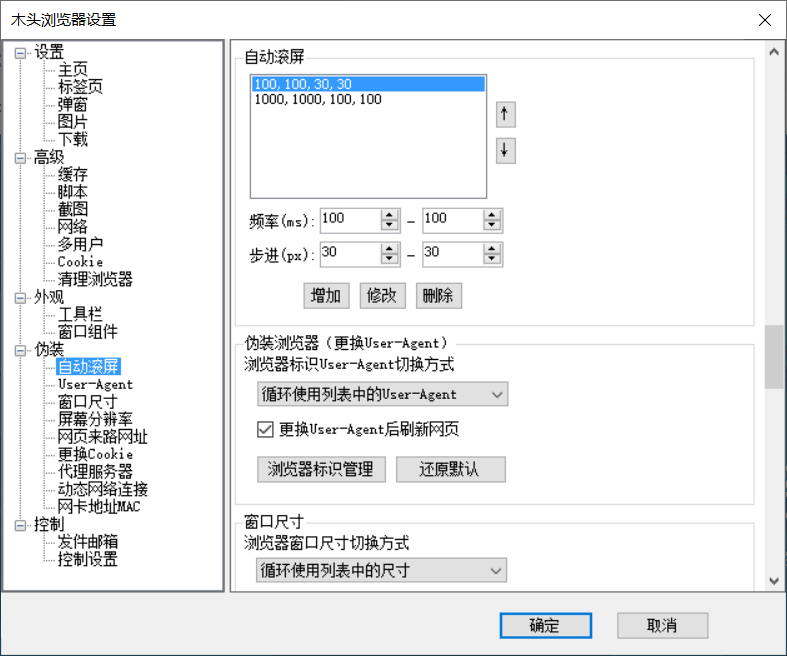 木头浏览器设置
设置
主页
标签页
弹窗
图片
下载
高级
缓存
脚本
截图
网络
多用户
Cookie
清理浏览器
外观
工具栏
窗口组件
伪装
自动滚屏
User-Agent
窗口尺寸
屏幕分辨率
网页来路网址
更换Cookie
代理服务器
动态网络连接
网卡地址MAC
控制
发件邮箱
控制设置
自动滚屏
100,100,30,30
1000,1000,100,100
↑
↓
频率(ms): 100 - 100
步进(px): 30 - 30
增加 修改 删除
伪装浏览器（更换User-Agent）
浏览器标识User-Agent切换方式
循环使用列表中的User-Agent
更换User-Agent后刷新网页
浏览器标识管理 还原默认
窗口尺寸
浏览器窗口尺寸切换方式
循环使用列表中的尺寸
确定 取消